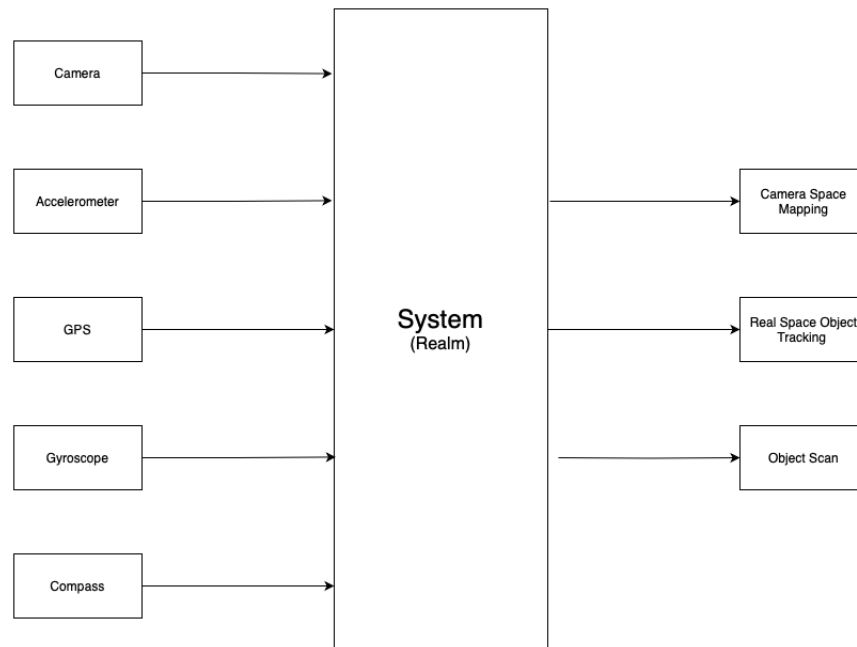 Camera
Accelerometer
GPS
Gyroscope
Compass
System
(Realm)
Camera Space
Mapping
Real Space Object
Tracking
Object Scan